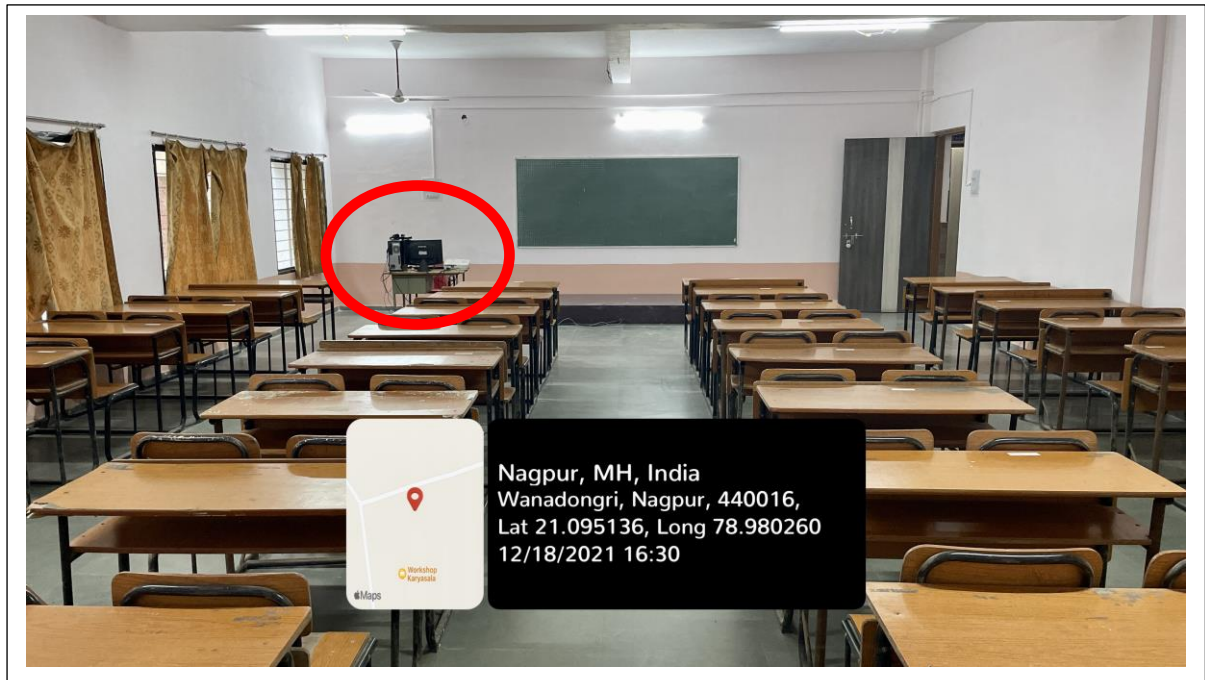 Nagpur, MH, India
Wanadongri, Nagpur, 440016,
Lat 21.095136, Long 78.980260
12/18/2021 16:30
Workshop
Karyasala
Maps